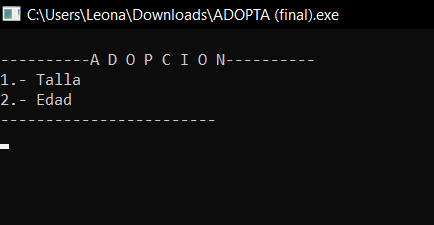 C:\Users\Leona\Downloads\ADOPTA (final).exe
----------A D O P C I O N----------
1.- Talla
2.- Edad
------------------------